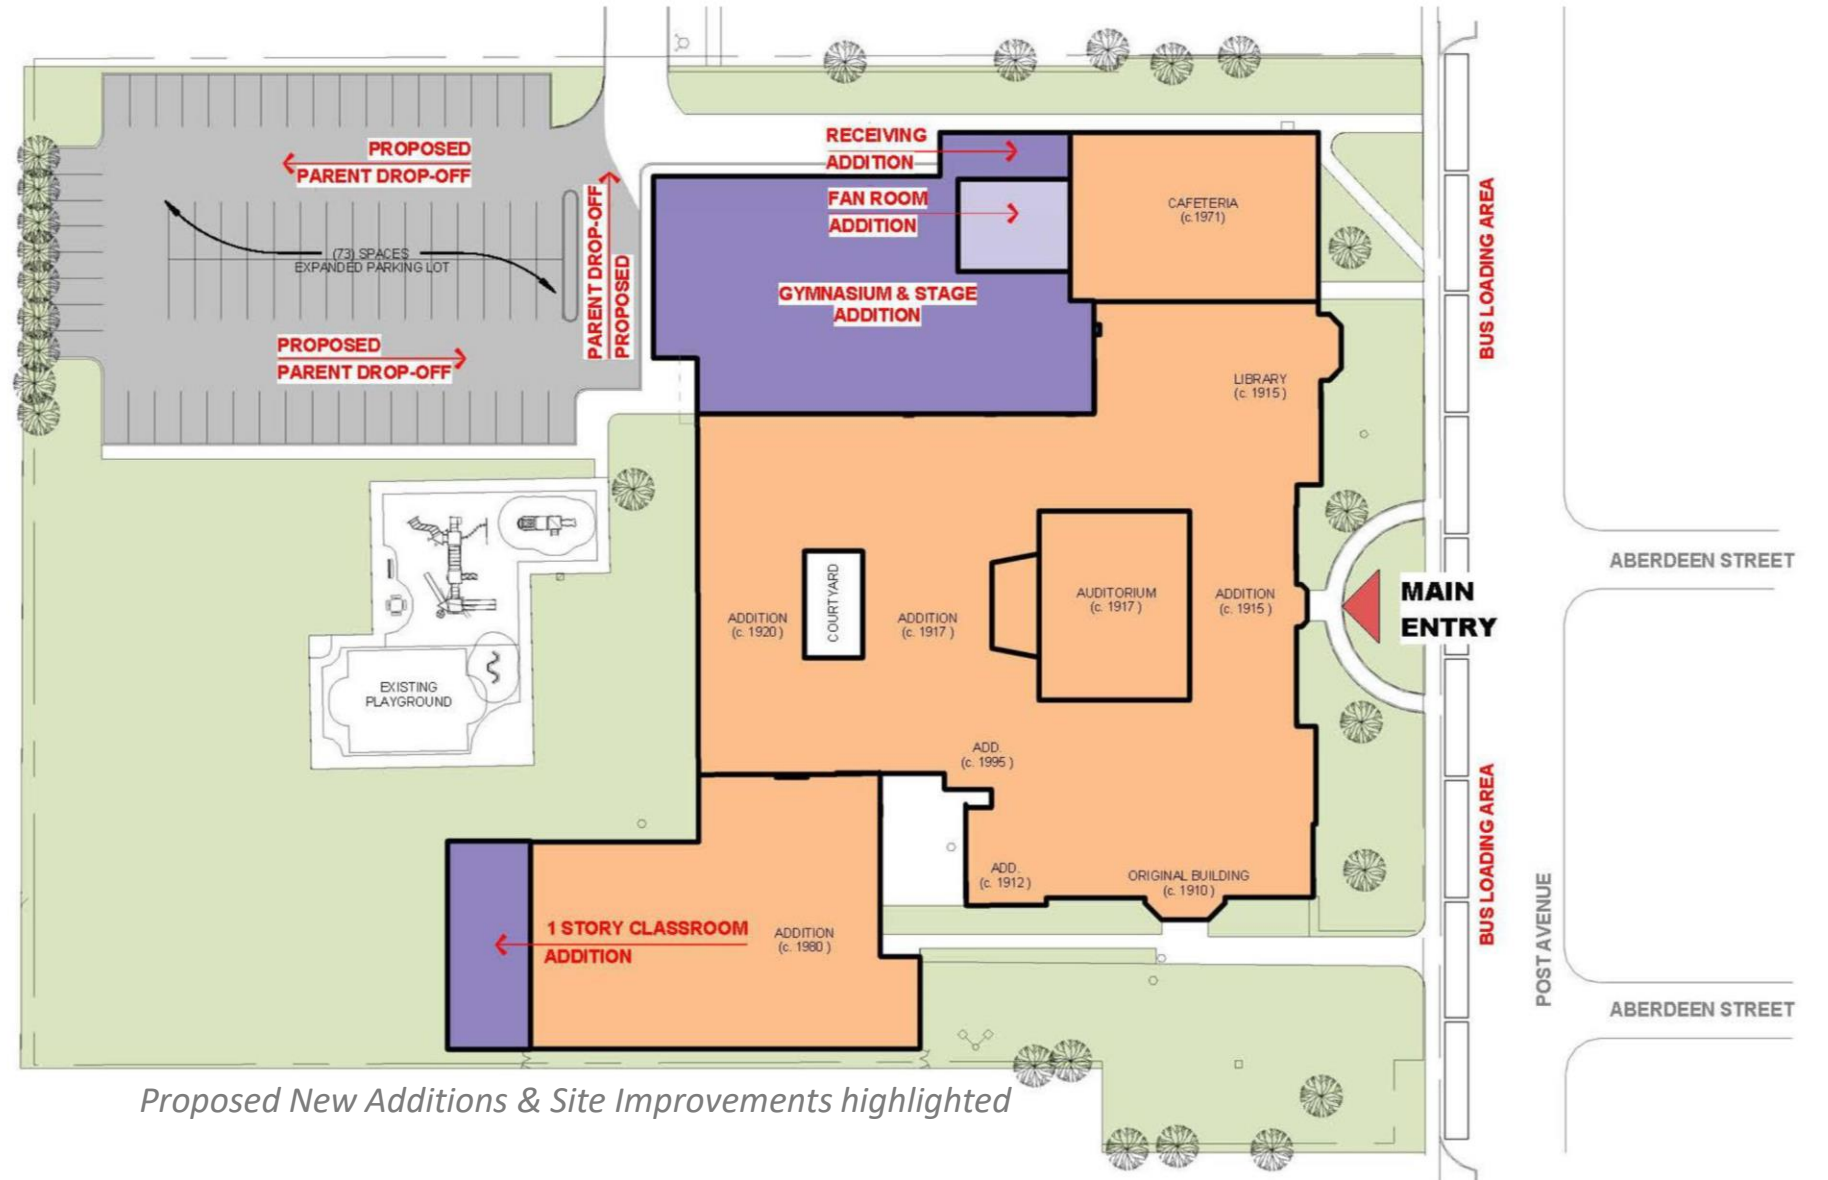 RECEIVING
ADDITION
PROPOSED
PARENT DROP-OFF
FAN ROOM
ADDITION
CAFETERIA
(c.1971)
BUS LOADING AREA
PARENT DROP-OFF
PROPOSED
(73) SPACES
EXPANDED PARKING LOT
GYMNASIUM & STAGE
ADDITION
PROPOSED
PARENT DROP-OFF
LIBRARY
(c. 1915 )
ABERDEEN STREET
AUDITORIUM
(c. 1917 )
ADDITION
(c. 1915 )
MAIN
ENTRY
COURTYARD
ADDITION
(c. 1920 )
ADDITION
(c. 1917 )
EXISTING
PLAYGROUND
ADD.
(c. 1995 )
BUS LOADING AREA
ADD.
(c. 1912 )
ORIGINAL BUILDING
(c. 1910 )
POST AVENUE
1 STORY CLASSROOM
ADDITION
ADDITION
(c. 1980 )
ABERDEEN STREET
Proposed New Additions & Site Improvements highlighted